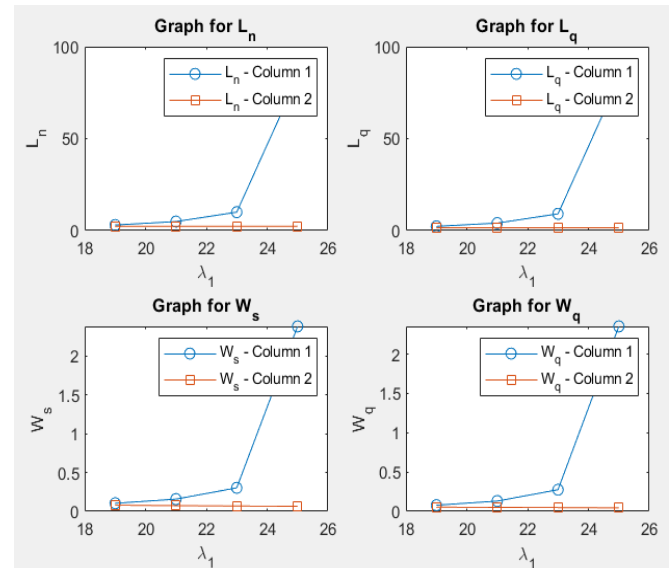 Graph for L_n
100
50
0
L_n
L_n - Column 1
L_n - Column 2
18 20 22 24 26
λ_1
Graph for L_q
100
50
0
L_q
L_q - Column 1
L_q - Column 2
18 20 22 24 26
λ_1
Graph for W_s
2
1.5
1
0.5
0
W_s
W_s - Column 1
W_s - Column 2
18 20 22 24 26
λ_1
Graph for W_q
2
1.5
1
0.5
0
W_q
W_q - Column 1
W_q - Column 2
18 20 22 24 26
λ_1